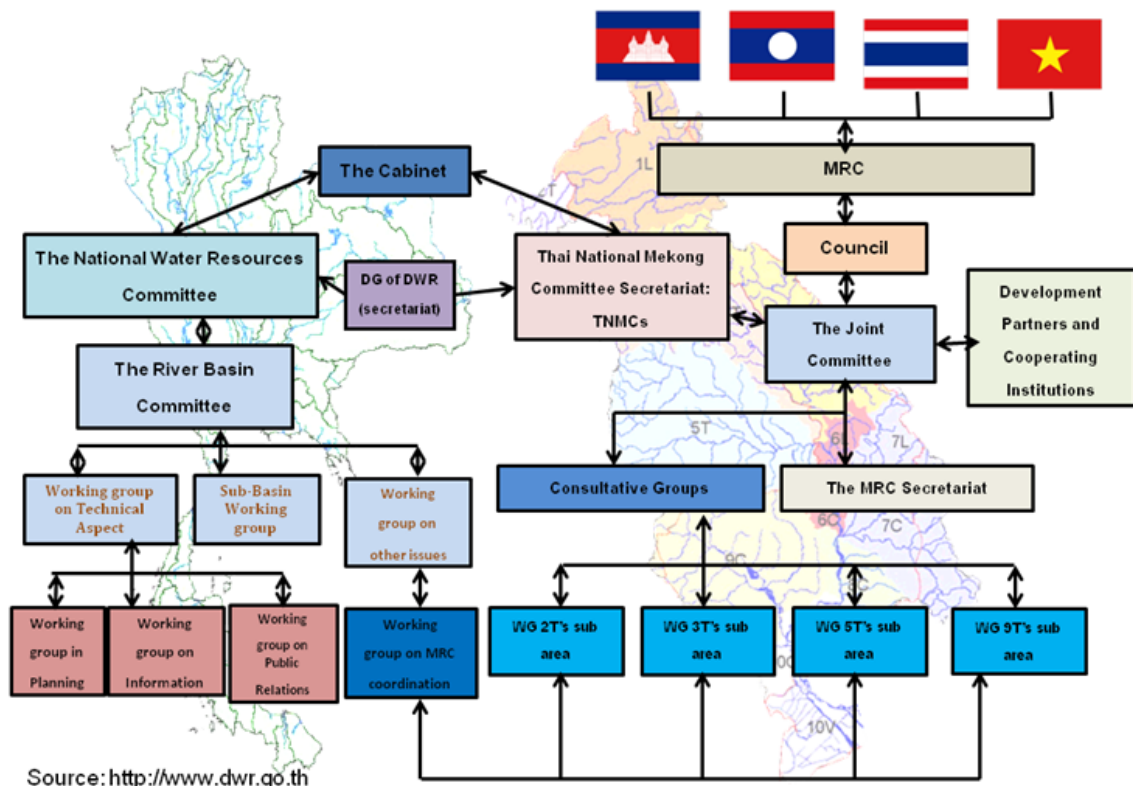 The Cabinet
MRC
The National Water Resources
Committee
DG of DWR
(secretariat)
Thai National Mekong
Committee Secretariat:
TNMCs
Council
The Joint
Committee
Development
Partners and
Cooperating
Institutions
The River Basin
Committee
Working group
on Technical
Aspect
Sub-Basin
Working
group
Working
group on
other issues
Consultative Groups
The MRC Secretariat
Working
group in
Planning
Working
group on
Information
Working
group on
Public
Relations
Working
group on MRC
coordination
WG 2T's sub
area
WG 3T's sub
area
WG 5T's sub
area
WG 9T's sub
area
1L
5T
7L
6C
7C
9C
10V
Source: http://www.dwr.go.th